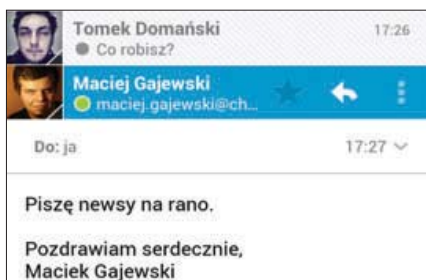 Tomek Domański 17:26
Co robisz?
Maciej Gajewski
maciej.gajewski@ch...
Do: ja 17:27
Piszę newsy na rano.
Pozdrawiam serdecznie,
Maciek Gajewski